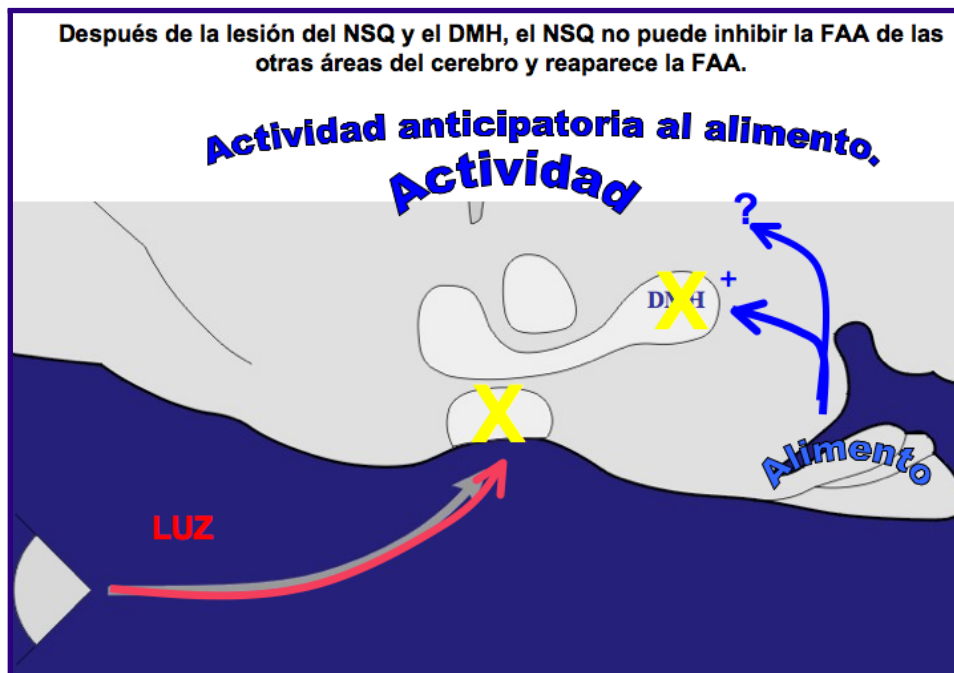 Después de la lesión del NSQ y el DMH, el NSQ no puede inhibir la FAA de las
otras áreas del cerebro y reaparece la FAA.
Actividad anticipatoria al alimento.
Actividad
?
DMH
+
X
X
Alimento
LUZ